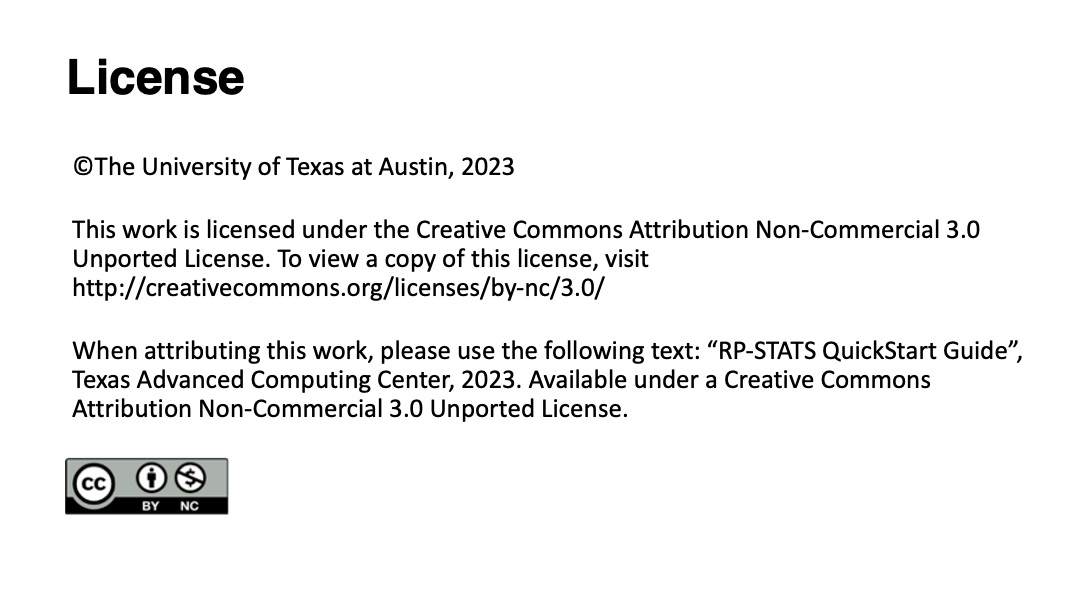 License
©The University of Texas at Austin, 2023
This work is licensed under the Creative Commons Attribution Non-Commercial 3.0
Unported License. To view a copy of this license, visit
http://creativecommons.org/licenses/by-nc/3.0/
When attributing this work, please use the following text: “RP-STATS QuickStart Guide”,
Texas Advanced Computing Center, 2023. Available under a Creative Commons
Attribution Non-Commercial 3.0 Unported License.
cc $
BY NC